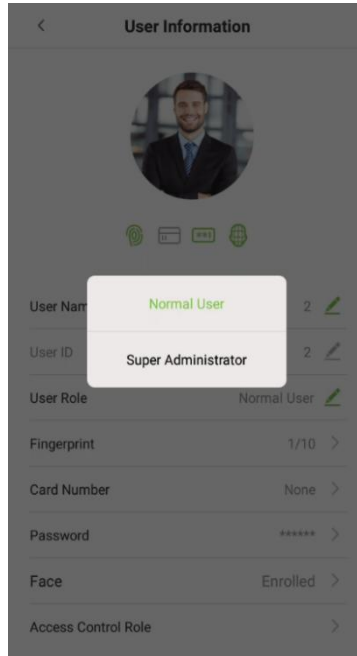 User Information
User Nam 2
Normal User
User ID 2
Super Administrator
User Role Normal User
Fingerprint 1/10
Card Number None
Password ******
Face Enrolled
Access Control Role